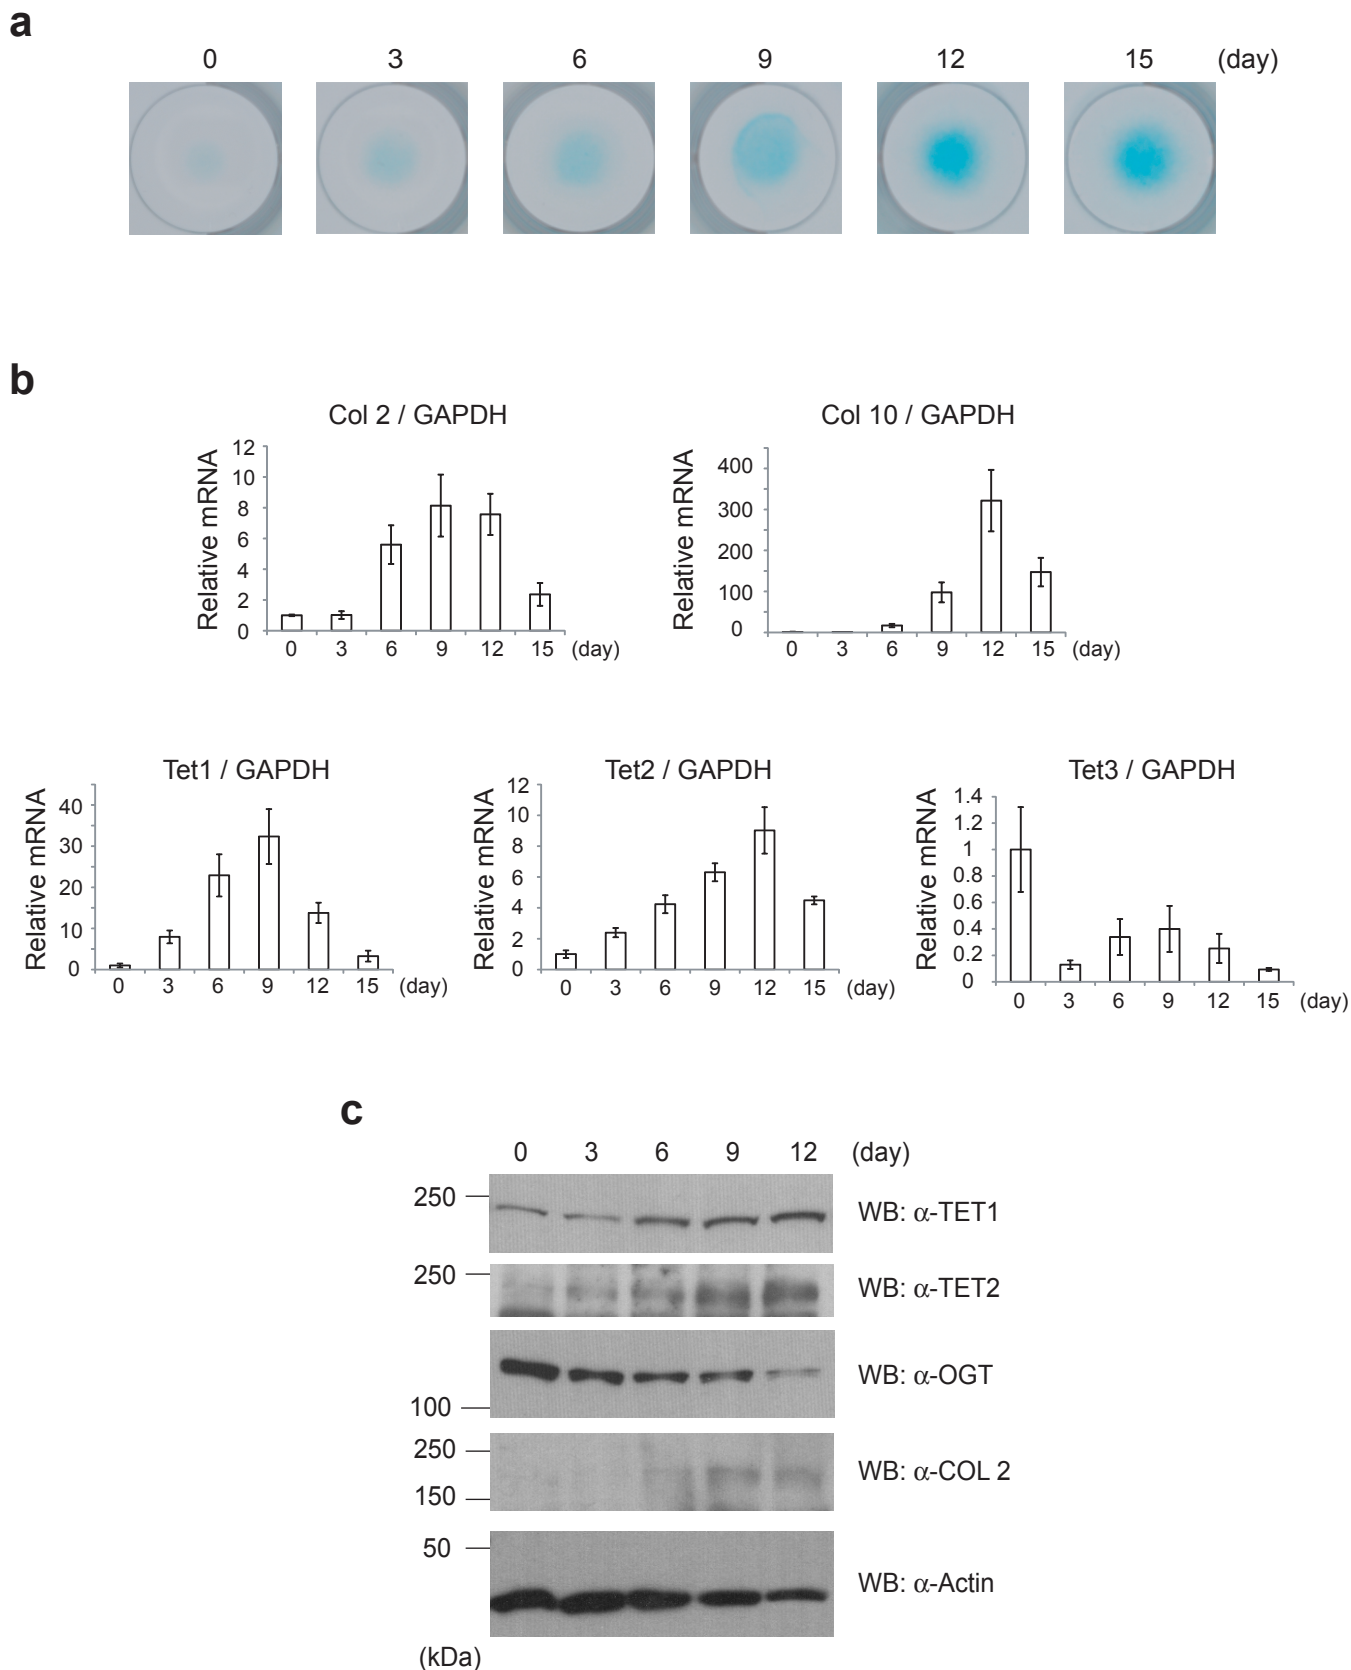 a
0 3 6 9 12 15 (day)
b
Col 2 / GAPDH
Relative mRNA
12
10
8
6
4
2
0
0 3 6 9 12 15 (day)
Col 10 / GAPDH
Relative mRNA
400
300
200
100
0
0 3 6 9 12 15 (day)
Tet1 / GAPDH
Relative mRNA
40
30
20
10
0
0 3 6 9 12 15 (day)
Tet2 / GAPDH
Relative mRNA
12
10
8
6
4
2
0
0 3 6 9 12 15 (day)
Tet3 / GAPDH
Relative mRNA
1.4
1.2
1
0.8
0.6
0.4
0.2
0
0 3 6 9 12 15 (day)
c
0 3 6 9 12 (day)
250
WB: α-TET1
250
WB: α-TET2
WB: α-OGT
100
250
WB: α-COL 2
150
50
WB: α-Actin
(kDa)